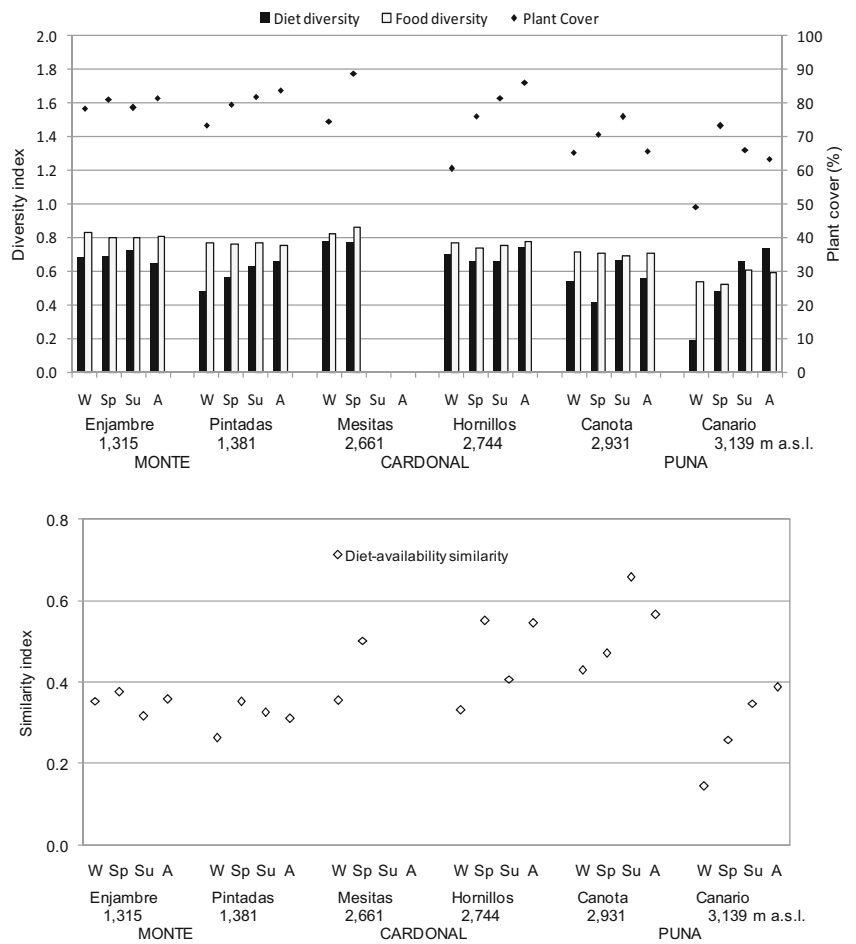 Diet diversity Food diversity Plant Cover
2.0 100
1.8 90
1.6 80
1.4 70
1.2 60
1.0 50
0.8 40
0.6 30
0.4 20
0.2 10
0.0 0
Diversity index
Plant cover (%)
W Sp Su A W Sp Su A W Sp Su A W Sp Su A W Sp Su A W Sp Su A
Enjambre Pintadas Mesitas Hornillos Canota Canario
1,315 1,381 2,661 2,744 2,931 3,139 m a.s.l.
MONTE CARDONAL PUNA
0.8
Diet-availability similarity
0.6
0.4
0.2
0.0
Similarity index
W Sp Su A W Sp Su A W Sp Su A W Sp Su A W Sp Su A W Sp Su A
Enjambre Pintadas Mesitas Hornillos Canota Canario
1,315 1,381 2,661 2,744 2,931 3,139 m a.s.l.
MONTE CARDONAL PUNA